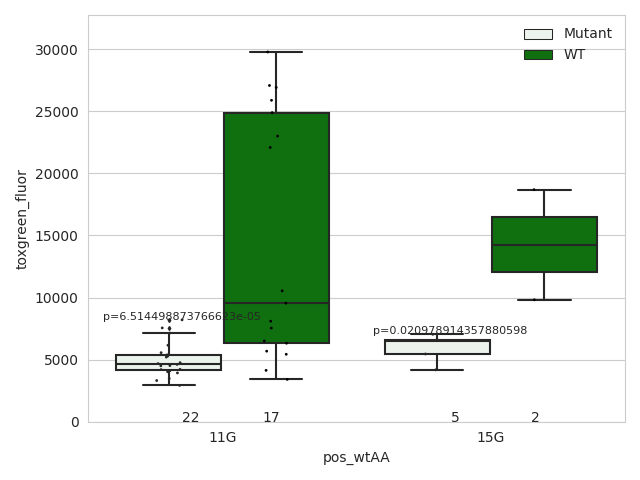 Mutant
WT
30000
25000
20000
15000
10000
5000
0
toxgreen_fluor
p=6.514498873766623e-05
p=0.020978914357880598
22
17
5
2
11G
15G
pos_wtAA